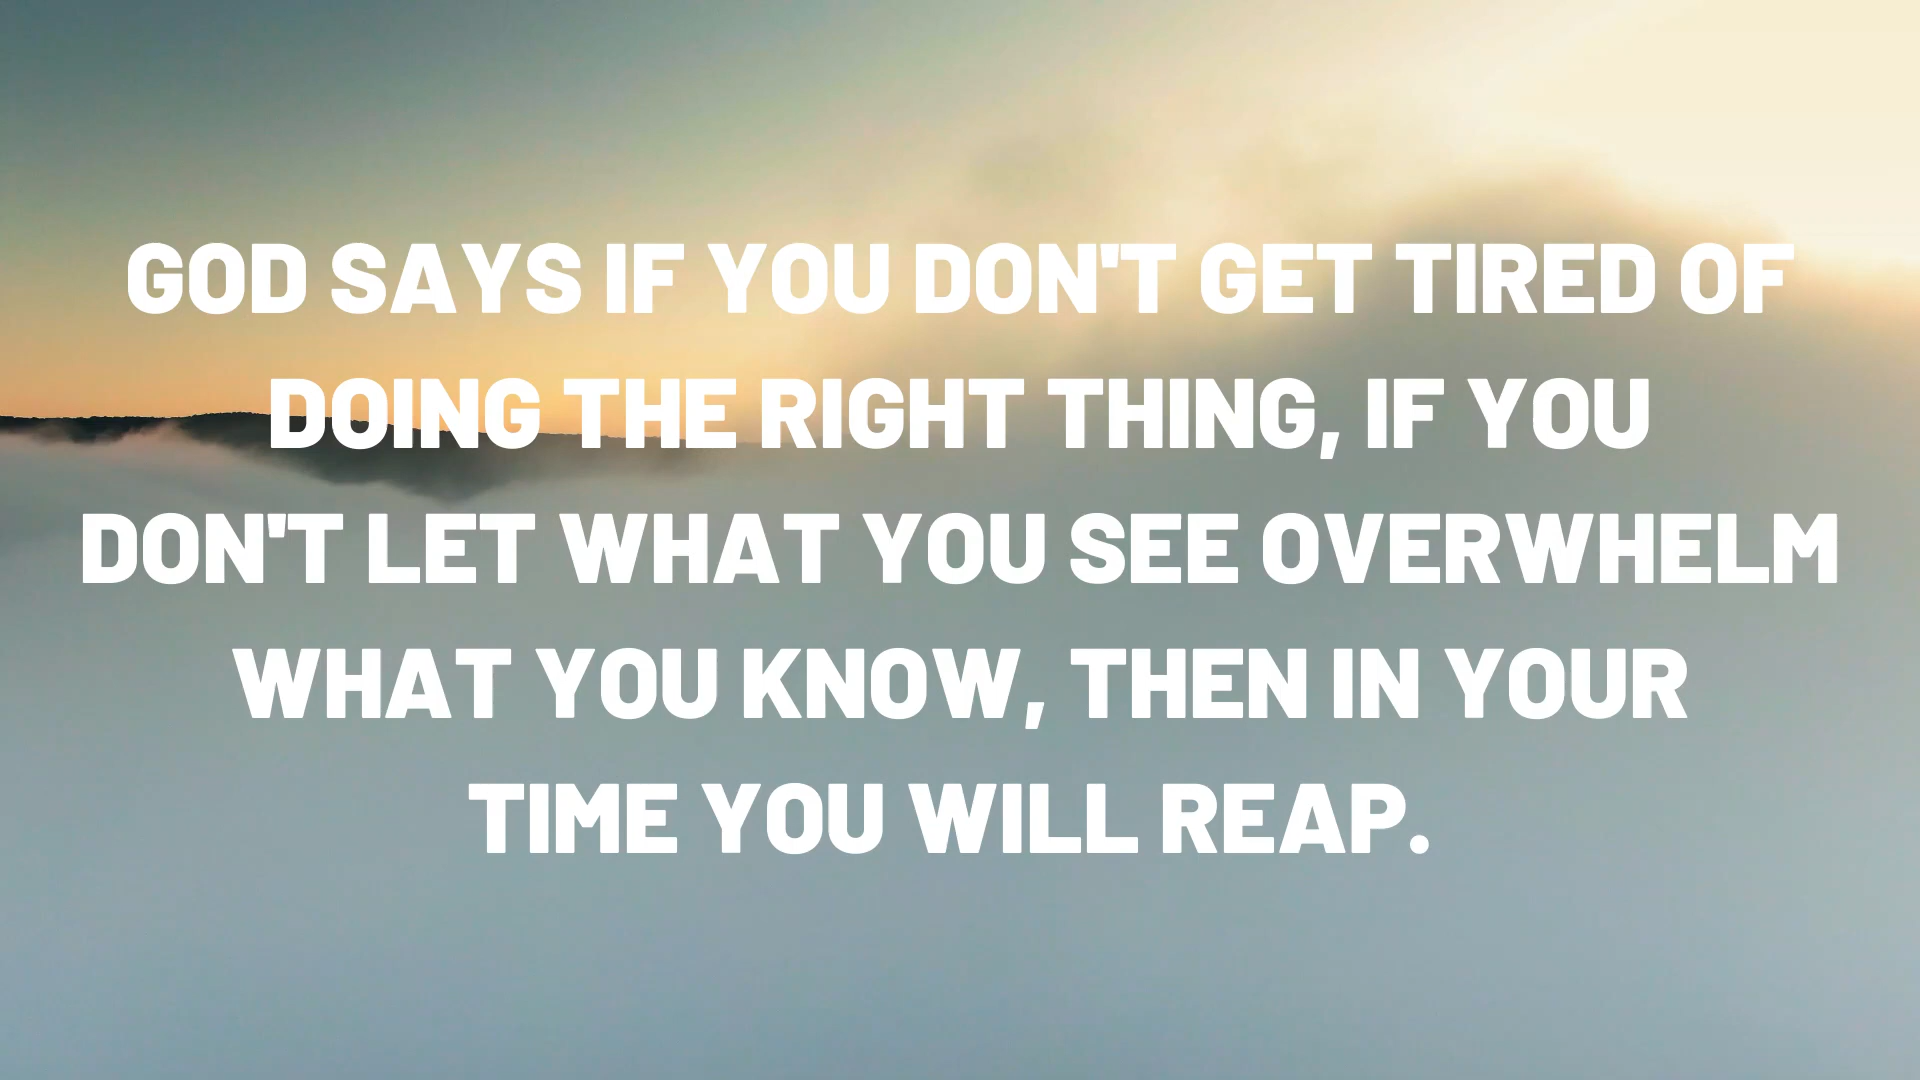 GOD SAYS IF YOU DON'T GET TIRED OF
DOING THE RIGHT THING, IF YOU
DON'T LET WHAT YOU SEE OVERWHELM
WHAT YOU KNOW, THEN IN YOUR
TIME YOU WILL REAP.